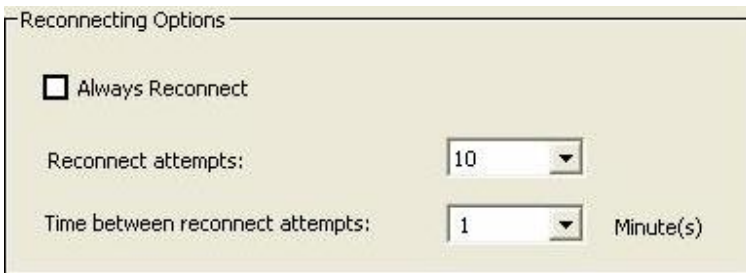 Reconnecting Options
Always Reconnect
Reconnect attempts: 10
Time between reconnect attempts: 1 Minute(s)